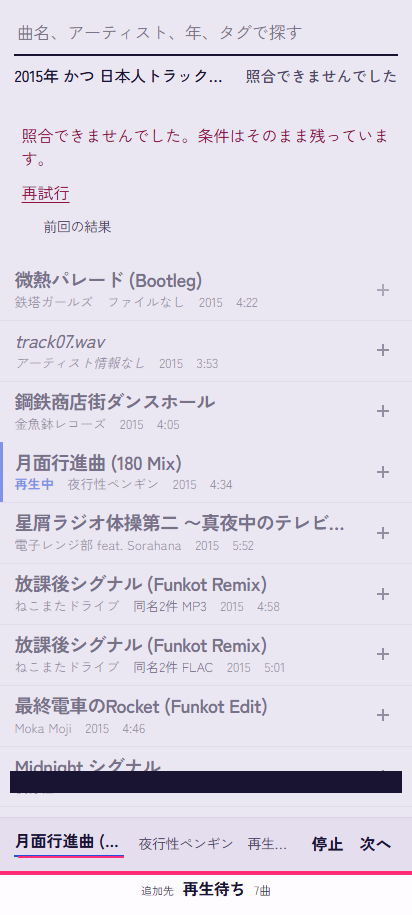 曲名、アーティスト、年、タグで探す
2015年 かつ 日本人トラック… 照合できませんでした
照合できませんでした。条件はそのまま残っています。
再試行
前回の結果
微熱パレード (Bootleg)
鉄塔ガールズ ファイルなし 2015 4:22
track07.wav
アーティスト情報なし 2015 3:53
鋼鉄商店街ダンスホール
金魚鉢レコーズ 2015 4:05
月面行進曲 (180 Mix)
再生中 夜行性ペンギン 2015 4:34
星屑ラジオ体操第二 〜真夜中のテレビ…
電子レンジ部 feat. Sorahana 2015 5:52
放課後シグナル (Funkot Remix)
ねこまたドライブ 同名2件 MP3 2015 4:58
放課後シグナル (Funkot Remix)
ねこまたドライブ 同名2件 FLAC 2015 5:01
最終電車のRocket (Funkot Edit)
Moka Moji 2015 4:46
Midnight シグナル
月面行進曲 (… 夜行性ペンギン 再生… 停止 次へ
追加先 再生待ち 7曲